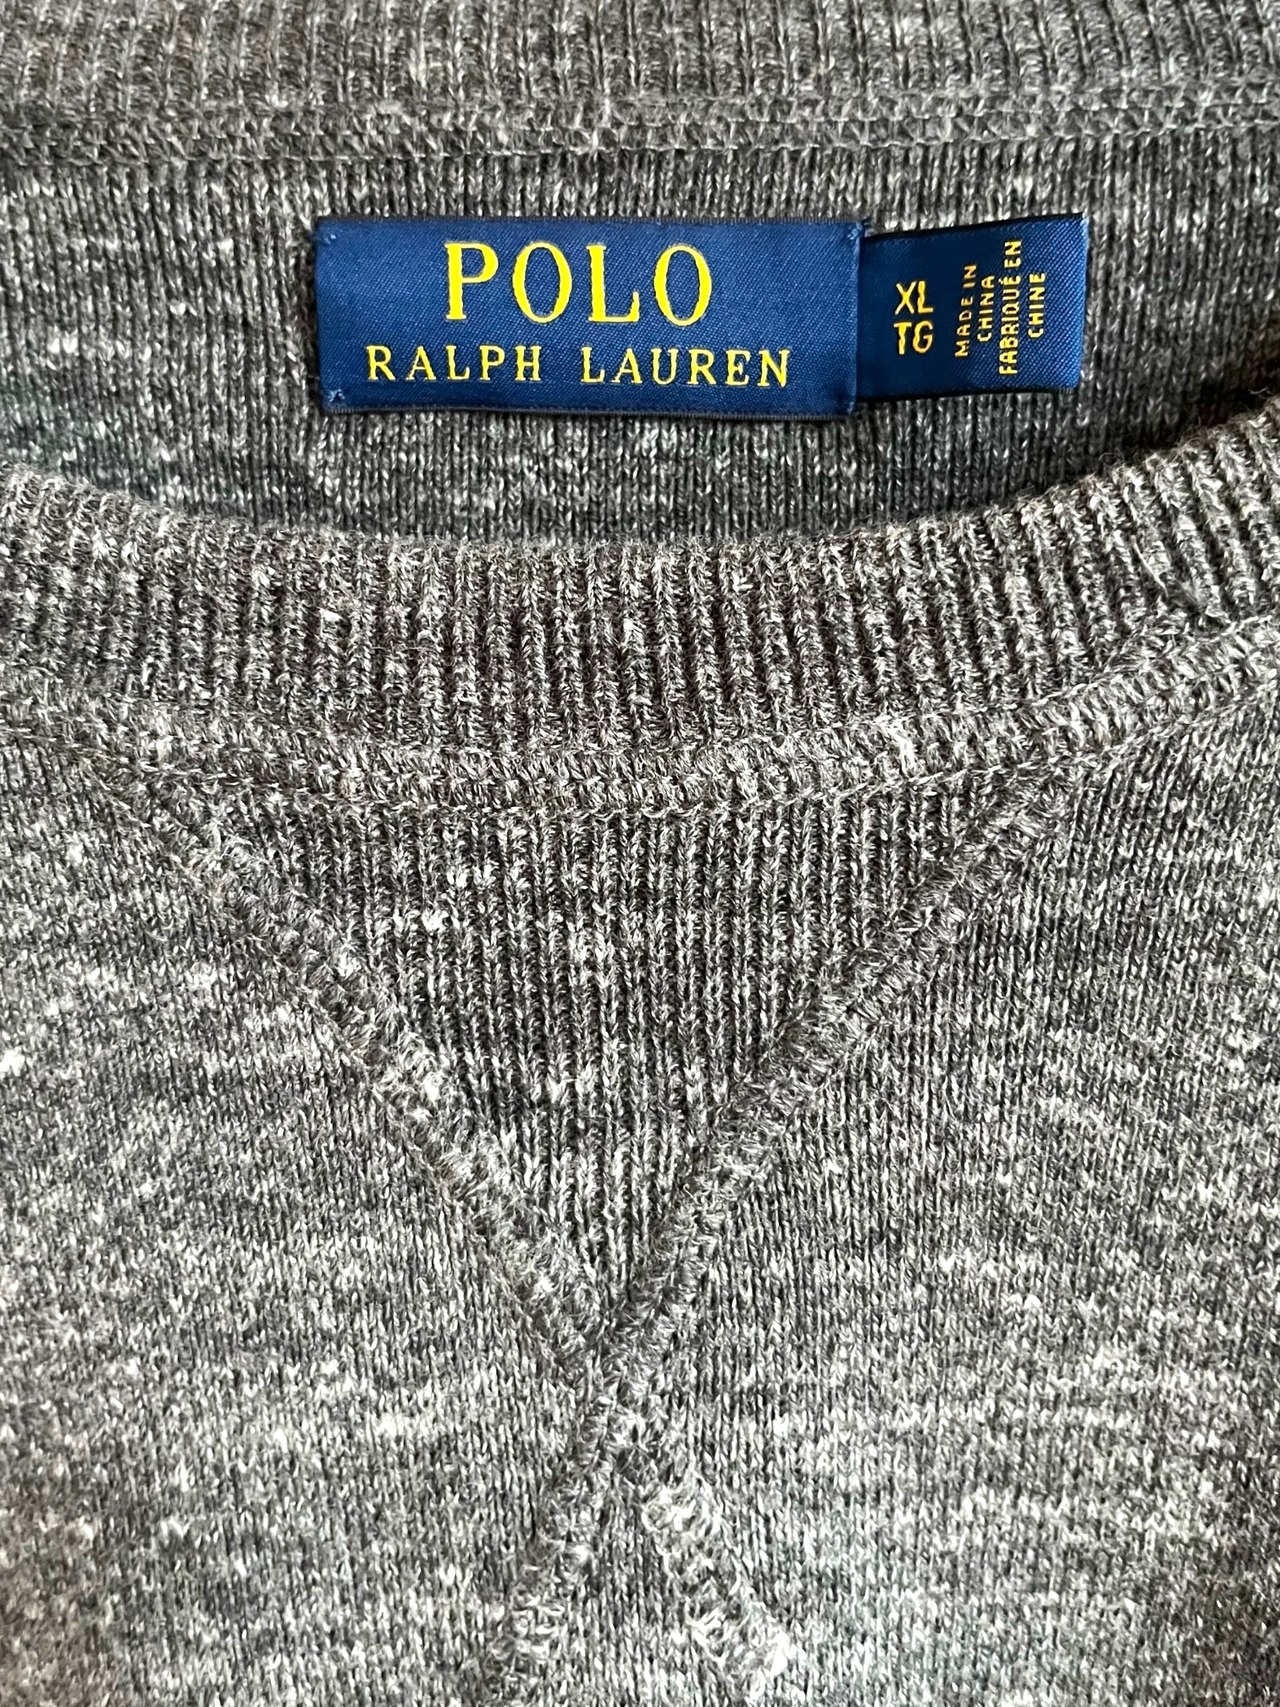 POLO
RALPH LAUREN
XL
TG
MADE IN
CHINA
FABRIQUÉ EN
CHINE